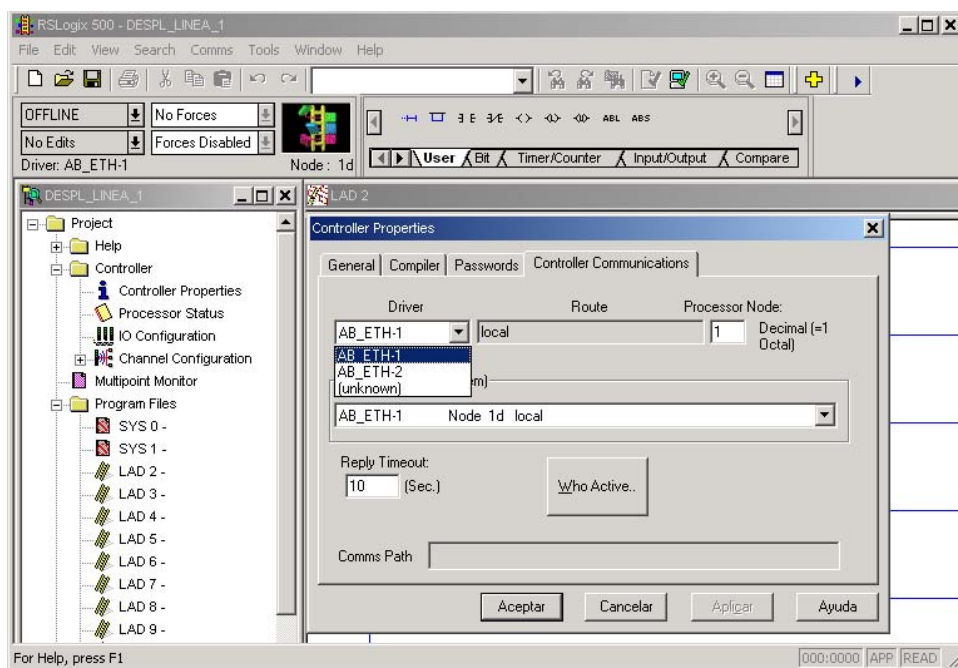 RSLogix 500 - DESPL_LINEA_1
File Edit View Search Comms Tools Window Help
OFFLINE No Forces
No Edits Forces Disabled
Driver: AB_ETH-1 Node : 1d
ABL ABS
User Bit Timer/Counter Input/Output Compare
DESPL_LINEA_1
Project
Help
Controller
Controller Properties
Processor Status
IO Configuration
Channel Configuration
Multipoint Monitor
Program Files
SYS 0 -
SYS 1 -
LAD 2 -
LAD 3 -
LAD 4 -
LAD 5 -
LAD 6 -
LAD 7 -
LAD 8 -
LAD 9 -
LAD 2
Controller Properties
General Compiler Passwords Controller Communications
Driver Route Processor Node:
AB_ETH-1 local 1 Decimal (=1
Octal)
AB_ETH-1
AB_ETH-2
(unknown)
AB_ETH-1 Node 1d local
Reply Timeout:
10 (Sec.) Who Active..
Comms Path
Aceptar Cancelar Aplicar Ayuda
For Help, press F1 000:0000 APP READ